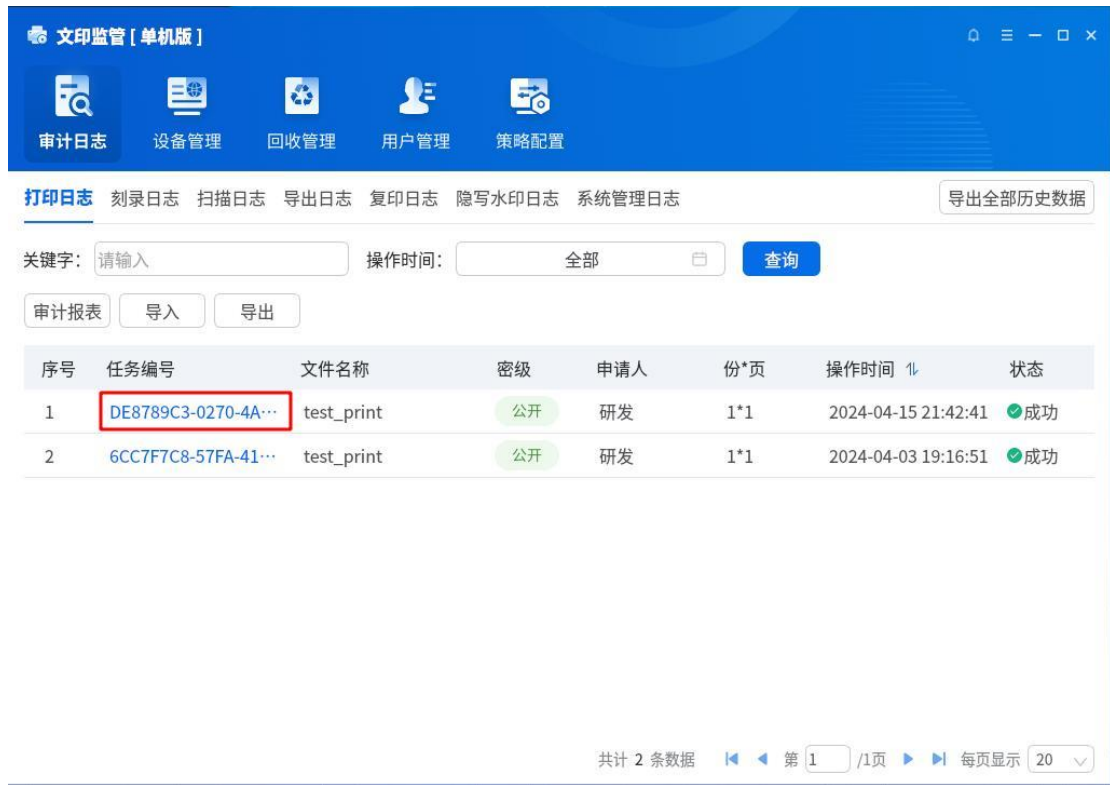 文印监管 [ 单机版 ]
审计日志 设备管理 回收管理 用户管理 策略配置
打印日志 刻录日志 扫描日志 导出日志 复印日志 隐写水印日志 系统管理日志 导出全部历史数据
关键字： 请输入 操作时间： 全部 查询
审计报表 导入 导出
序号 任务编号 文件名称 密级 申请人 份*页 操作时间 状态
1 DE8789C3-0270-4A··· test_print 公开 研发 1*1 2024-04-15 21:42:41 成功
2 6CC7F7C8-57FA-41··· test_print 公开 研发 1*1 2024-04-03 19:16:51 成功
共计 2 条数据 第 1 /1页 每页显示 20